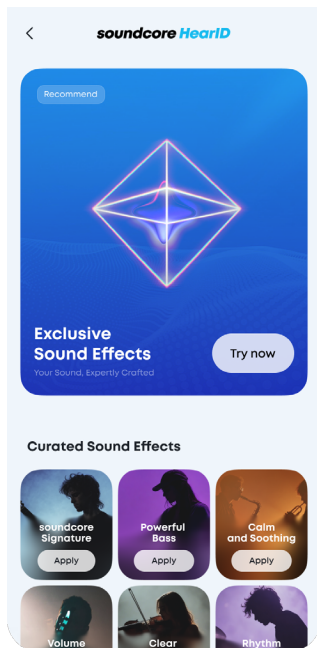 soundcore HearID
Recommend
Exclusive
Sound Effects
Your Sound, Expertly Crafted
Try now
Curated Sound Effects
soundcore
Signature
Apply
Powerful
Bass
Apply
Calm
and Soothing
Apply
Volume
Clear
Rhythm